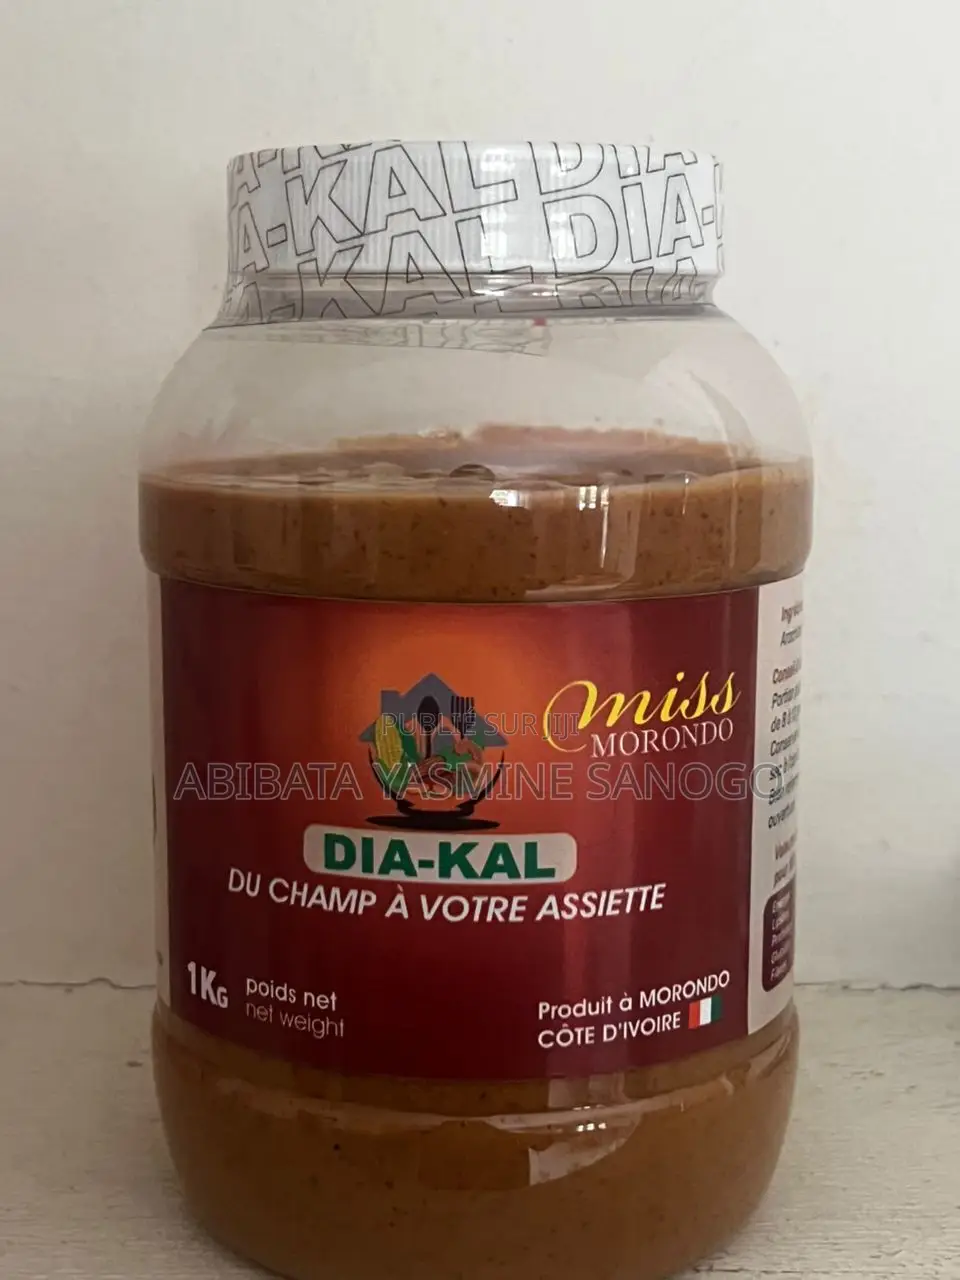 A-KAL DIA
A-KAL DIA-
miss
MORONDO
PUBLIÉ SUR JIJI
ABIBATA YASMINE SANOGO
DIA-KAL
DU CHAMP À VOTRE ASSIETTE
1KG
poids net
net weight
Produit à MORONDO
CÔTE D'IVOIRE